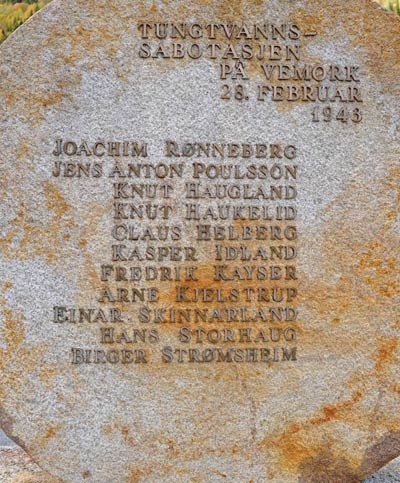 TUNGTVANNS-
SABOTASJEN
PÅ VEMORK
28. FEBRUAR
1943
JOACHIM RØNNEBERG
JENS ANTON POULSSON
KNUT HAUGLAND
KNUT HAUKELID
CLAUS HELBERG
KASPER IDLAND
FREDRIK KAYSER
ARNE KJELSTRUP
EINAR SKINNARLAND
HANS STORHAUG
BIRGER STRØMSHEIM